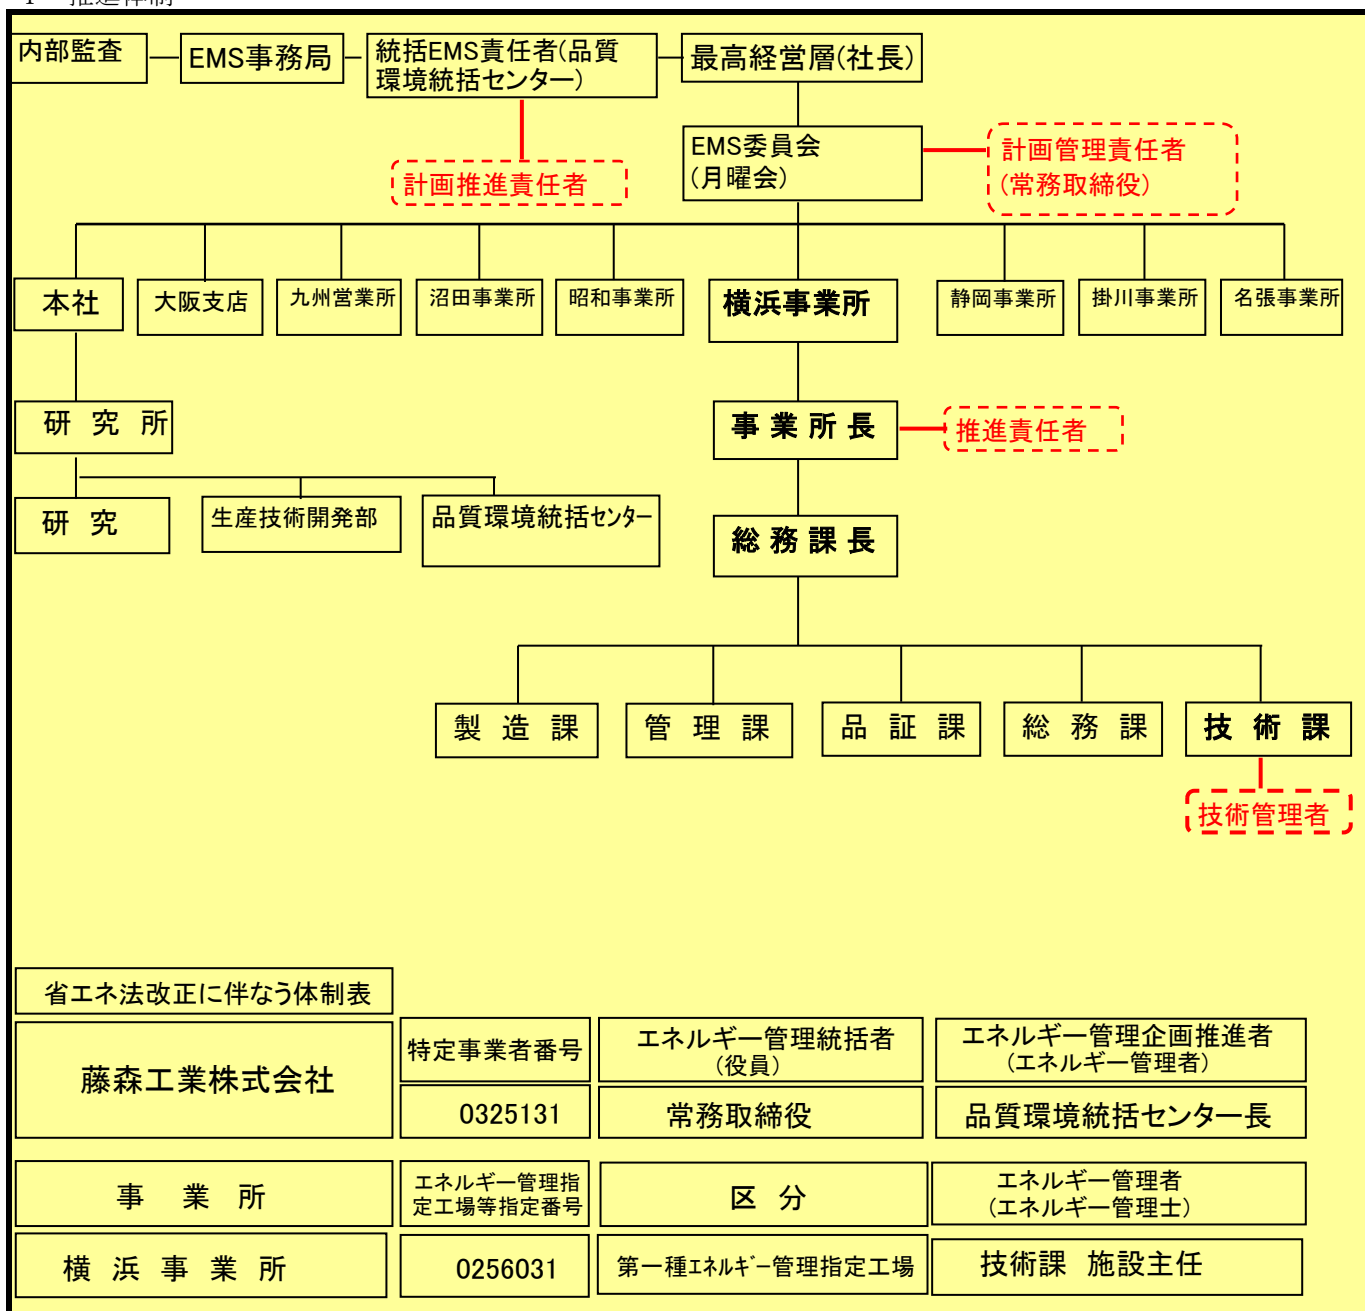 1　推進体制
内部監査
EMS事務局
統括EMS責任者(品質
環境統括センター)
最高経営層(社長)
EMS委員会
(月曜会)
計画管理責任者
(常務取締役)
計画推進責任者
本社
大阪支店
九州営業所
沼田事業所
昭和事業所
横浜事業所
静岡事業所
掛川事業所
名張事業所
研 究 所
事 業 所 長
推進責任者
研 究
生産技術開発部
品質環境統括ｾﾝﾀｰ
総 務 課 長
製 造 課
管 理 課
品 証 課
総 務 課
技 術 課
技術管理者
省エネ法改正に伴なう体制表
藤森工業株式会社
特定事業者番号
エネルギー管理統括者
(役員)
エネルギー管理企画推進者
(エネルギー管理者)
0325131
常務取締役
品質環境統括センター長
事 業 所
エネルギー管理指
定工場等指定番号
区 分
エネルギー管理者
(エネルギー管理士)
横 浜 事 業 所
0256031
第一種ｴﾈﾙｷﾞｰ管理指定工場
技術課 施設主任